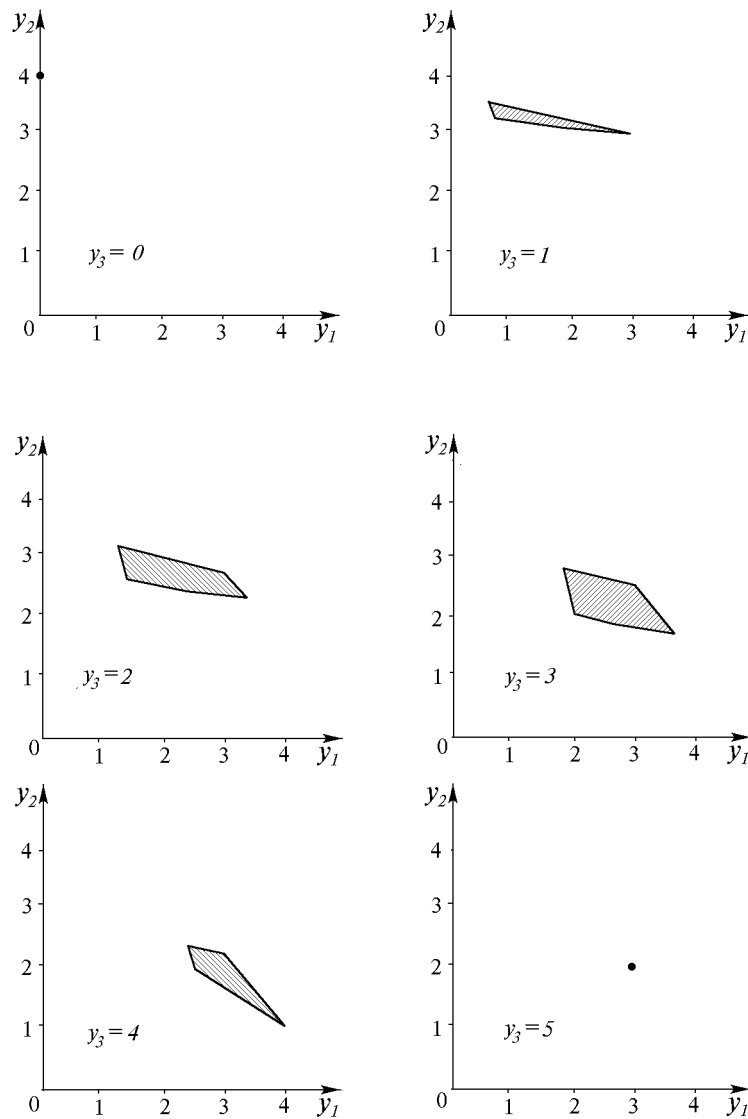 y₂ y₂
4 4
3 3
2 2
1 y₃ = 0 1 y₃ = 1
0 1 2 3 4 y₁ 0 1 2 3 4 y₁
y₂ y₂
4 4
3 3
2 2
1 y₃ = 2 1 y₃ = 3
0 1 2 3 4 y₁ 0 1 2 3 4 y₁
y₂ y₂
4 4
3 3
2 2
1 y₃ = 4 1 y₃ = 5
0 1 2 3 4 y₁ 0 1 2 3 4 y₁